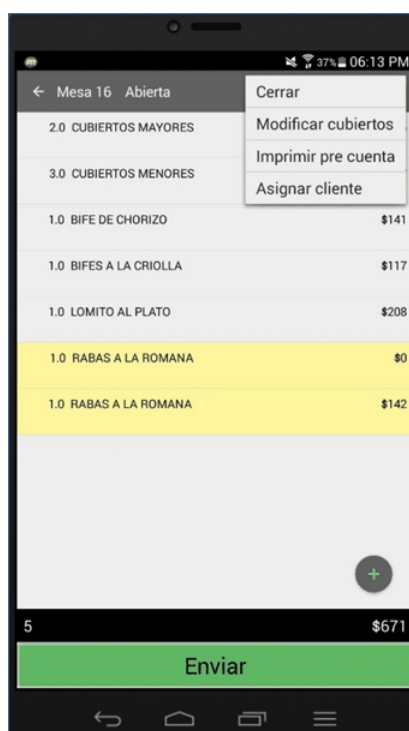 37% 06:13 PM
Mesa 16 Abierta
Cerrar
Modificar cubiertos
Imprimir pre cuenta
Asignar cliente
2.0 CUBIERTOS MAYORES
3.0 CUBIERTOS MENORES
1.0 BIFE DE CHORIZO $141
1.0 BIFES A LA CRIOLLA $117
1.0 LOMITO AL PLATO $208
1.0 RABAS A LA ROMANA $0
1.0 RABAS A LA ROMANA $142
+
5 $671
Enviar